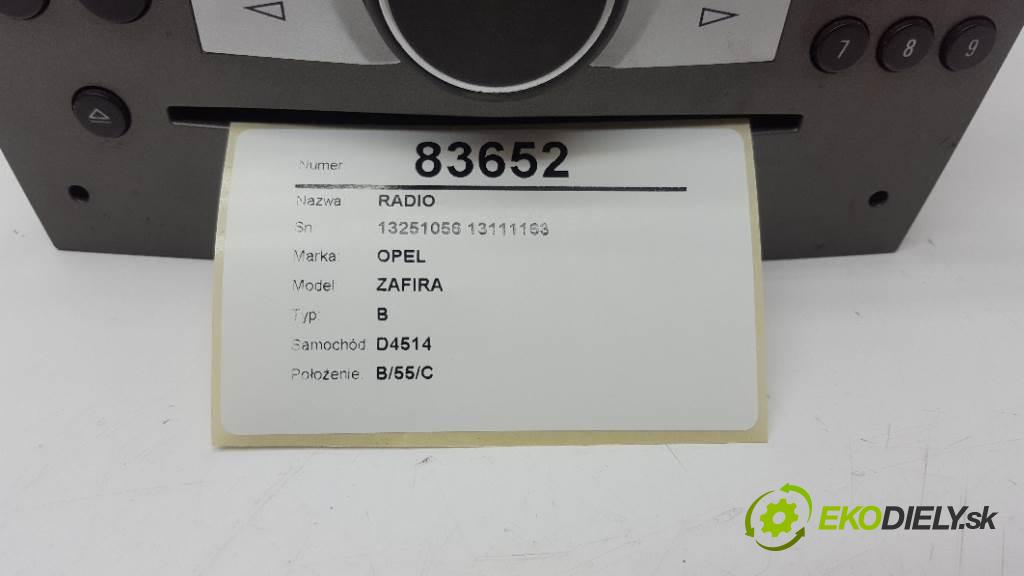 7 8 9
Numer 83652
Nazwa RADIO
Sn 13251056 13111163
Marka: OPEL
Model ZAFIRA
Typ: B
Samochód D4514
Położenie. B/55/C
EKODIELY.sk